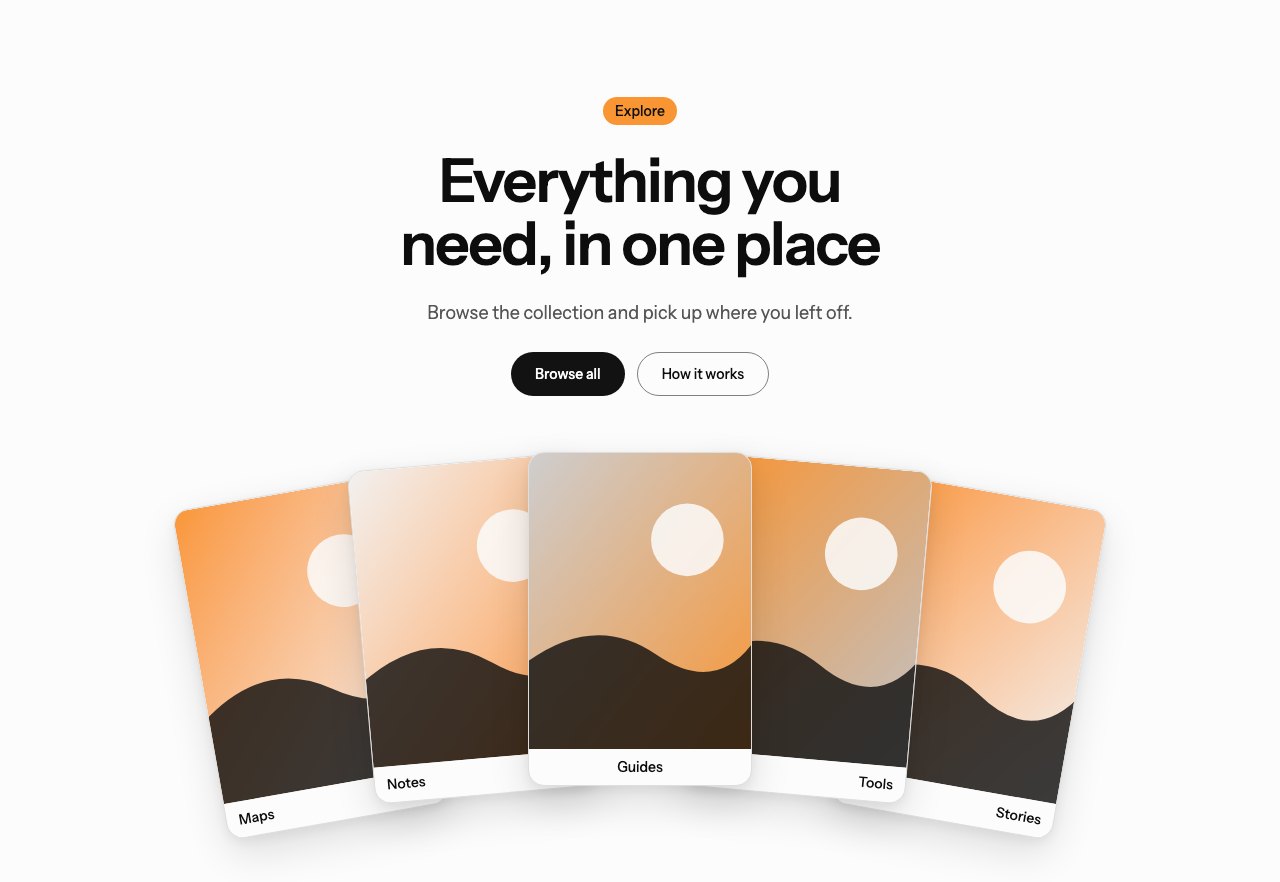 Explore
Everything you
need, in one place
Browse the collection and pick up where you left off.
Browse all
How it works
Maps
Notes
Guides
Tools
Stories